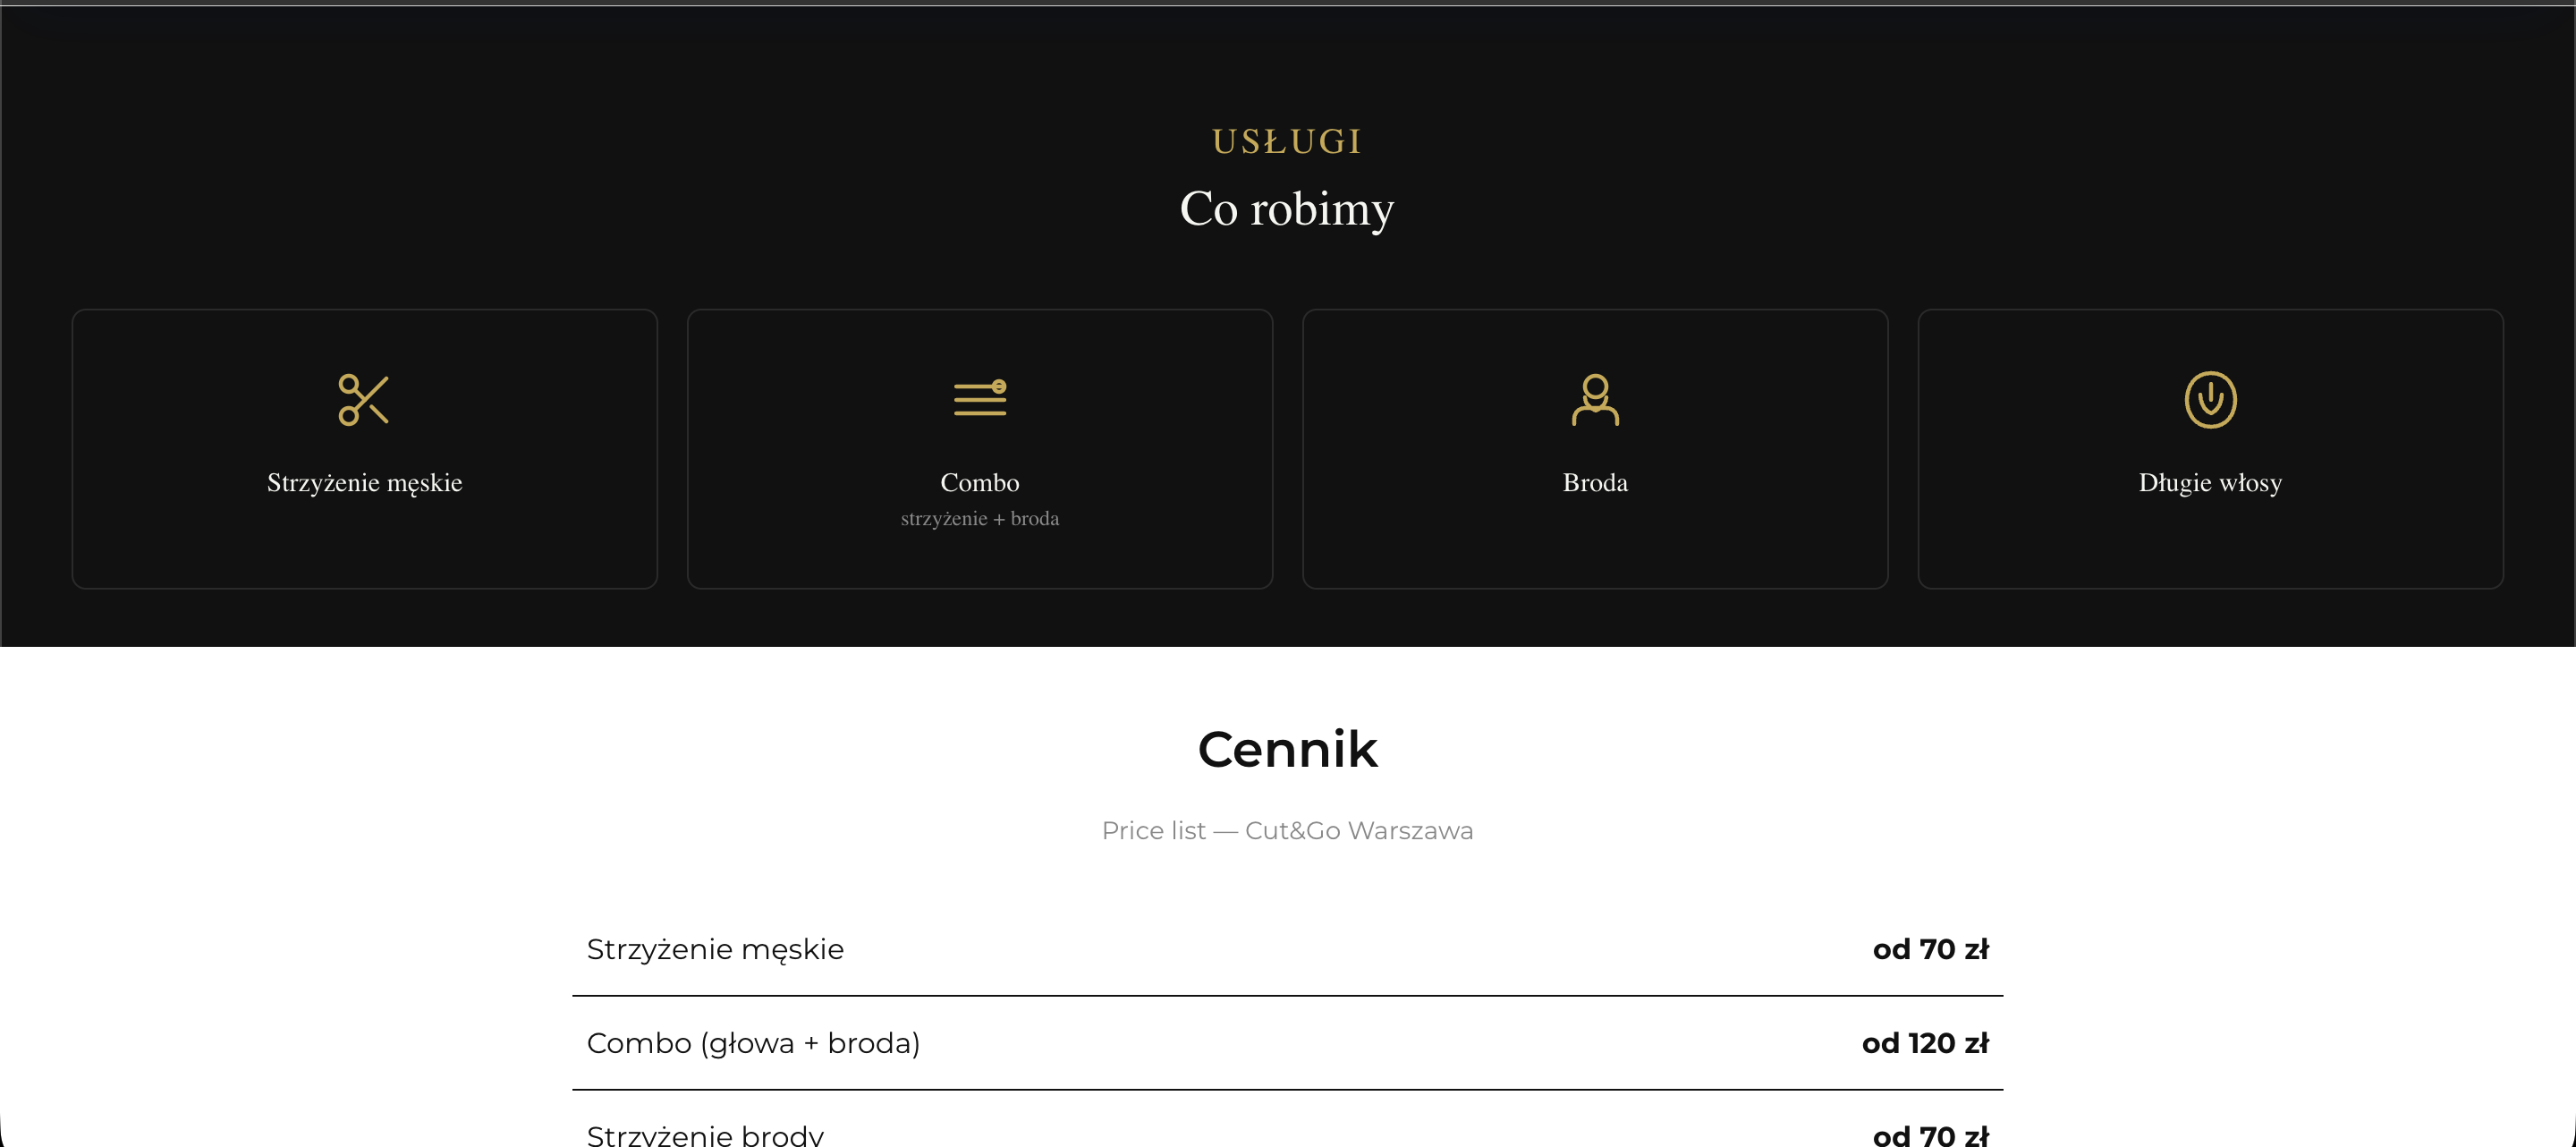 USŁUGI
Co robimy
Strzyżenie męskie
Combo
strzyżenie + broda
Broda
Długie włosy
Cennik
Price list — Cut&Go Warszawa
Strzyżenie męskie od 70 zł
Combo (głowa + broda) od 120 zł
Strzyżenie brody od 70 zł